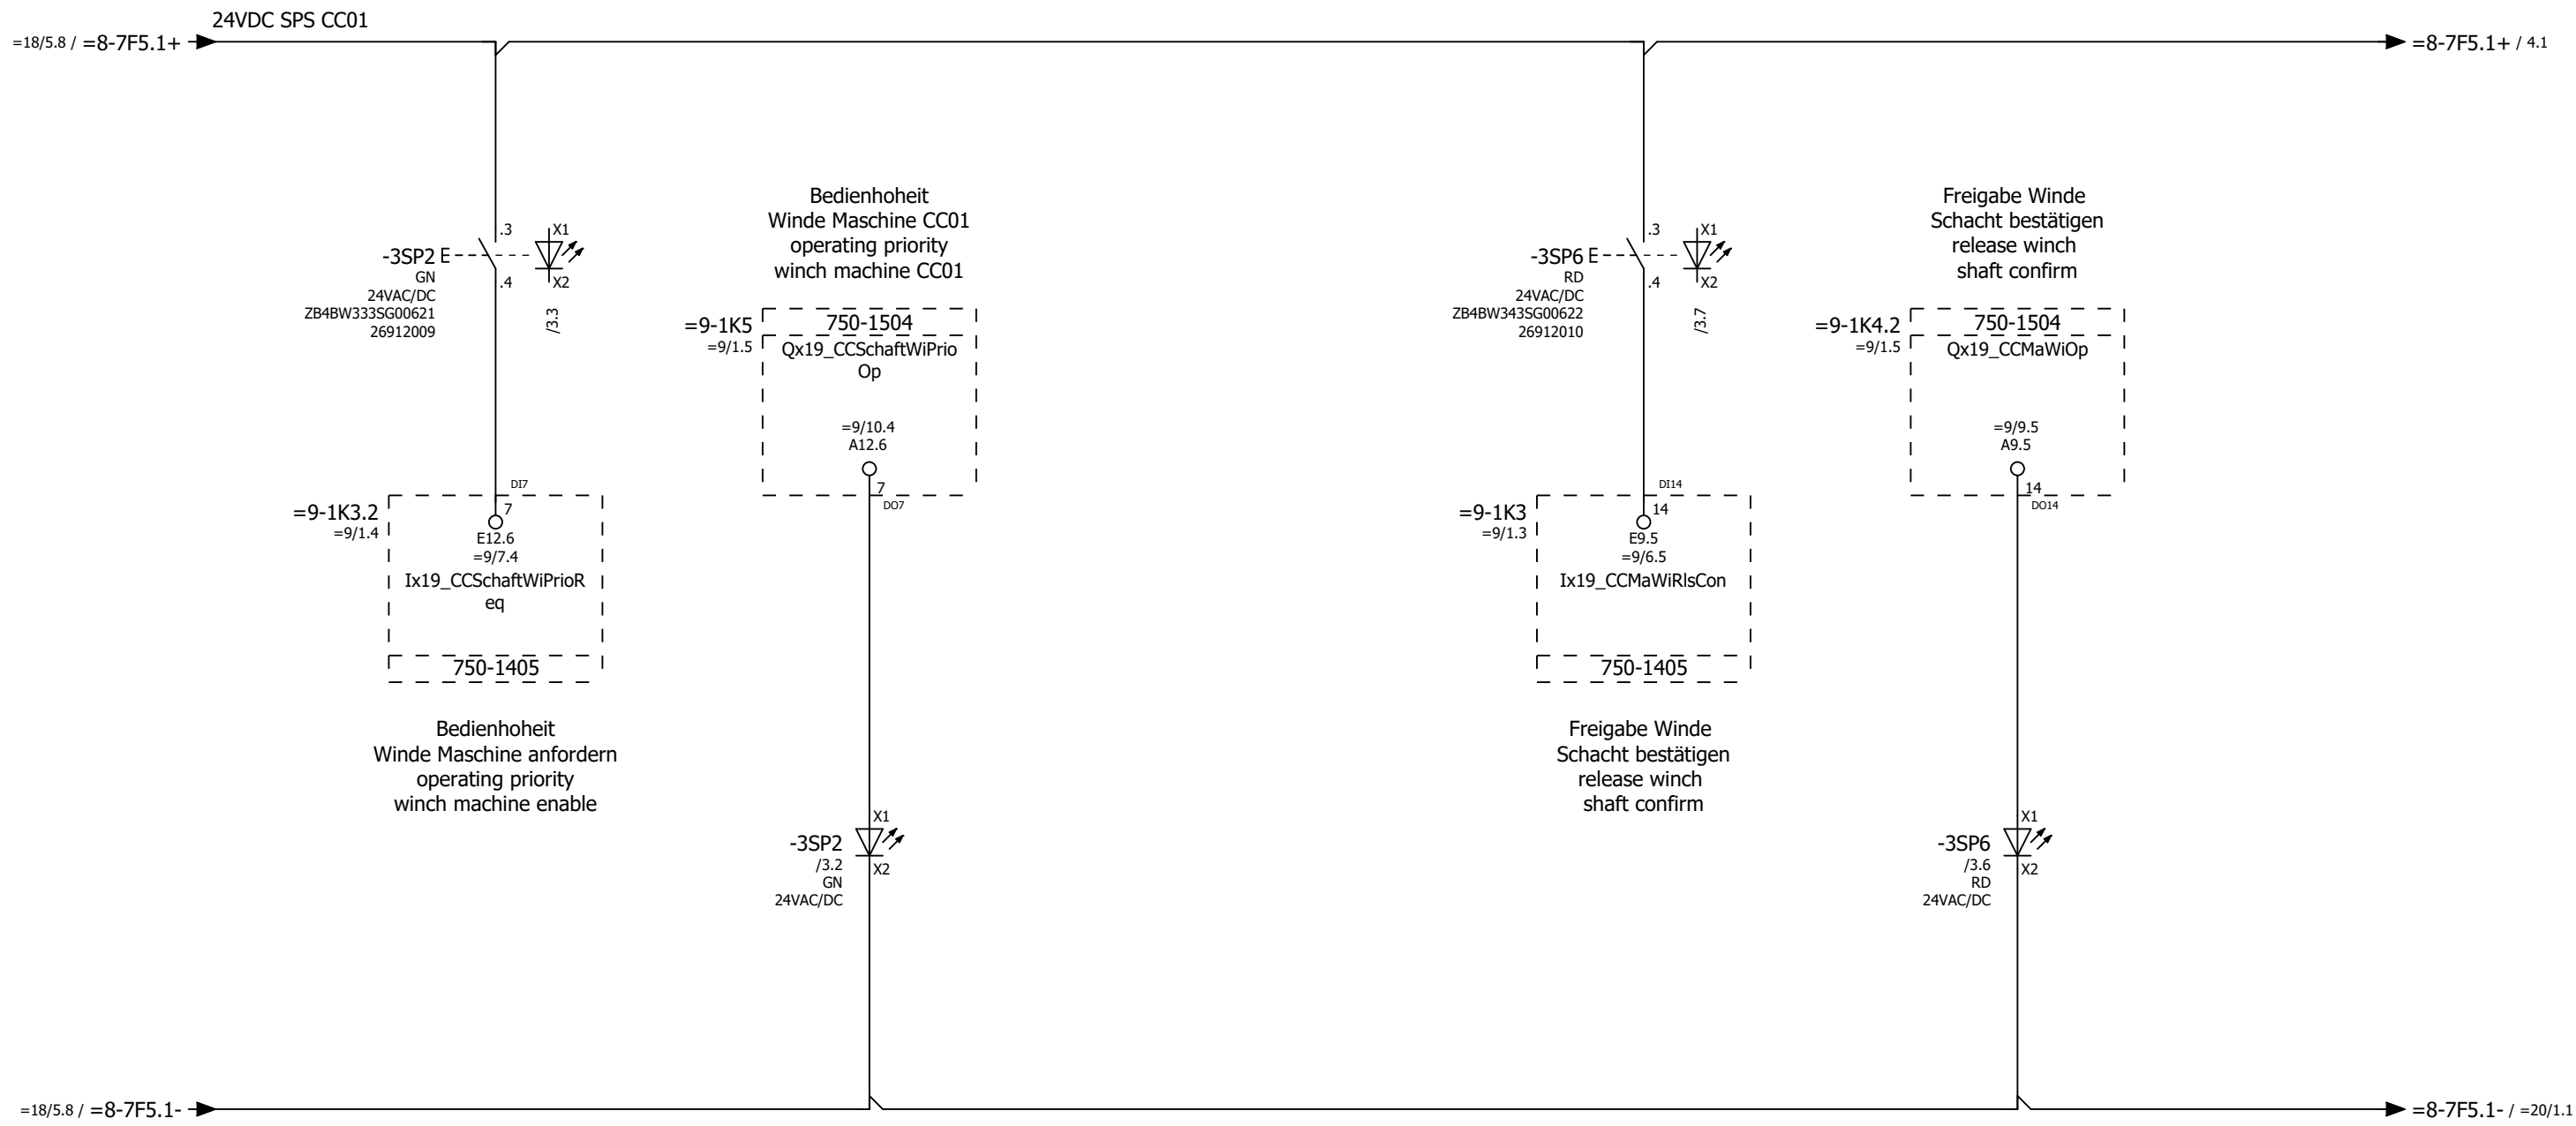 24VDC SPS CC01
=18/5.8 / =8-7F5.1+
=8-7F5.1+ / 4.1
-3SP2 E
GN
24VAC/DC
ZB4BW333SG00621
26912009
.3
.4
X1
X2
/3.3
Bedienhoheit
Winde Maschine CC01
operating priority
winch machine CC01
=9-1K5
=9/1.5
750-1504
Qx19_CCSchaftWiPrio
Op
=9/10.4
A12.6
7
DO7
=9-1K3.2
=9/1.4
DI7
7
E12.6
=9/7.4
Ix19_CCSchaftWiPrioR
eq
750-1405
Bedienhoheit
Winde Maschine anfordern
operating priority
winch machine enable
X1
-3SP2
/3.2
GN
24VAC/DC
X2
-3SP6 E
RD
24VAC/DC
ZB4BW343SG00622
26912010
.3
.4
X1
X2
/3.7
Freigabe Winde
Schacht bestätigen
release winch
shaft confirm
=9-1K4.2
=9/1.5
750-1504
Qx19_CCMaWiOp
=9/9.5
A9.5
14
DO14
=9-1K3
=9/1.3
DI14
14
E9.5
=9/6.5
Ix19_CCMaWiRlsCon
750-1405
Freigabe Winde
Schacht bestätigen
release winch
shaft confirm
X1
-3SP6
/3.6
RD
24VAC/DC
X2
=18/5.8 / =8-7F5.1-
=8-7F5.1- / =20/1.1